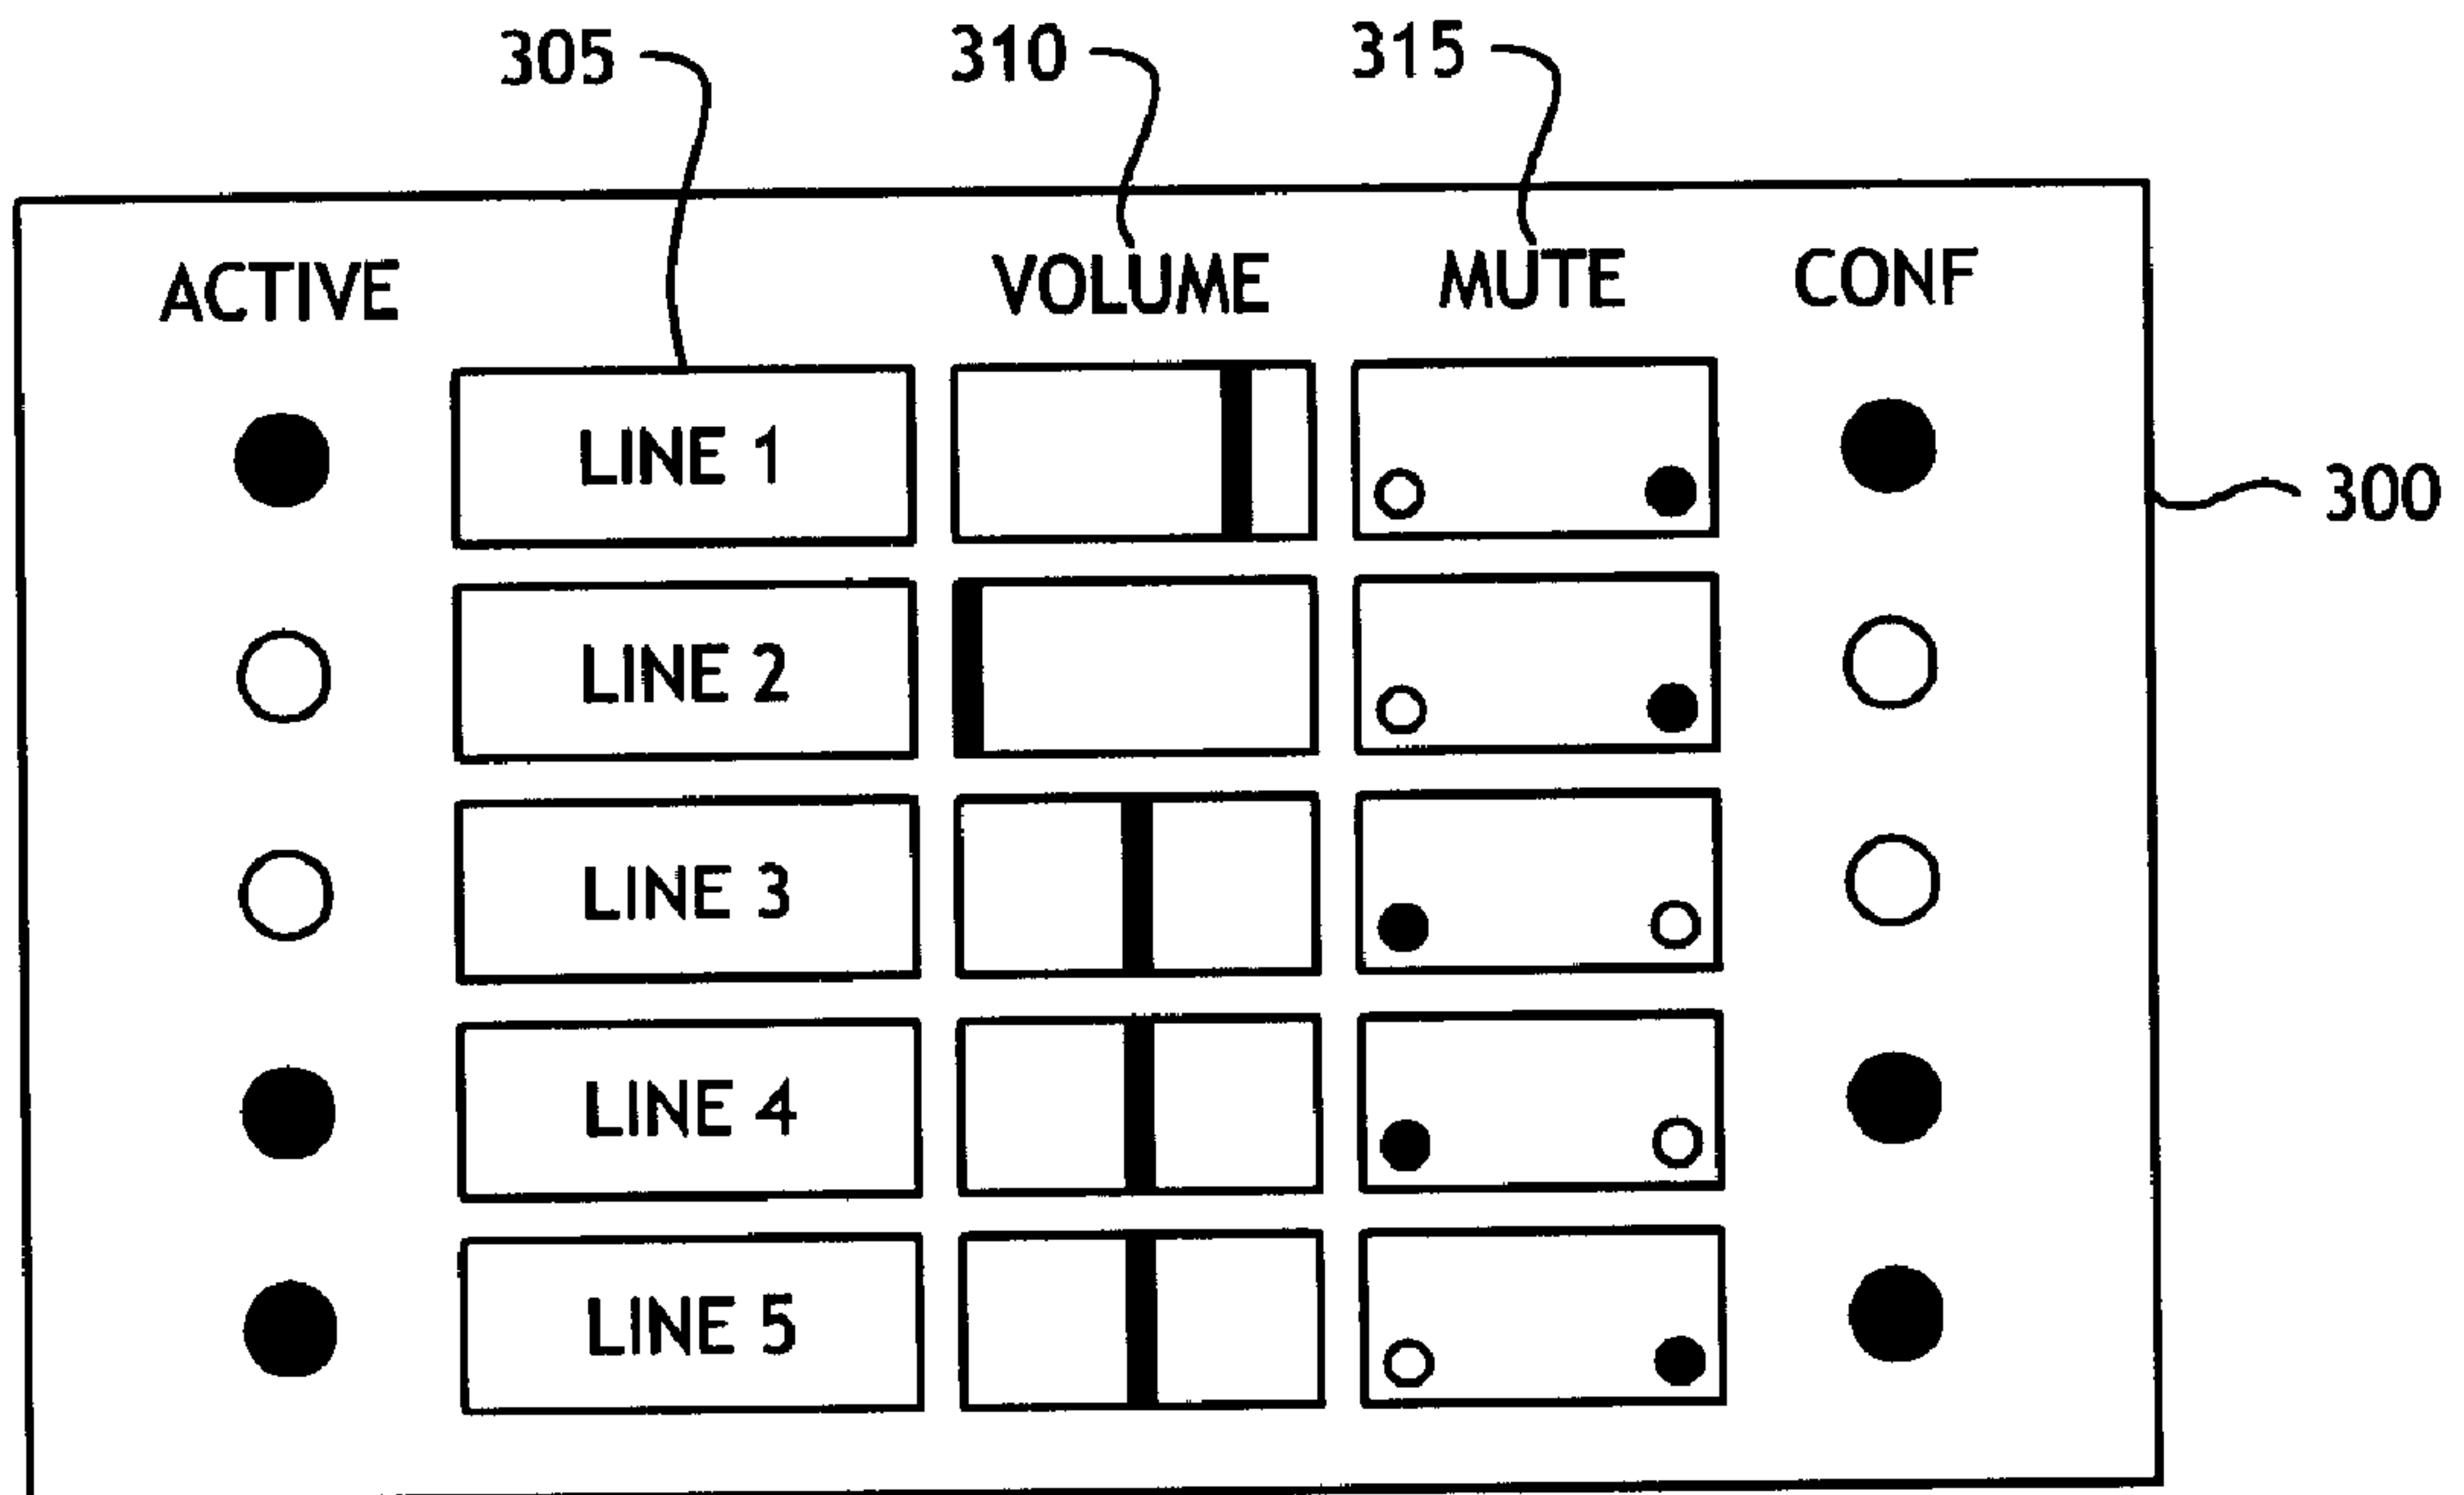 305 310 315
ACTIVE VOLUME MUTE CONF
LINE 1
300
LINE 2
LINE 3
LINE 4
LINE 5